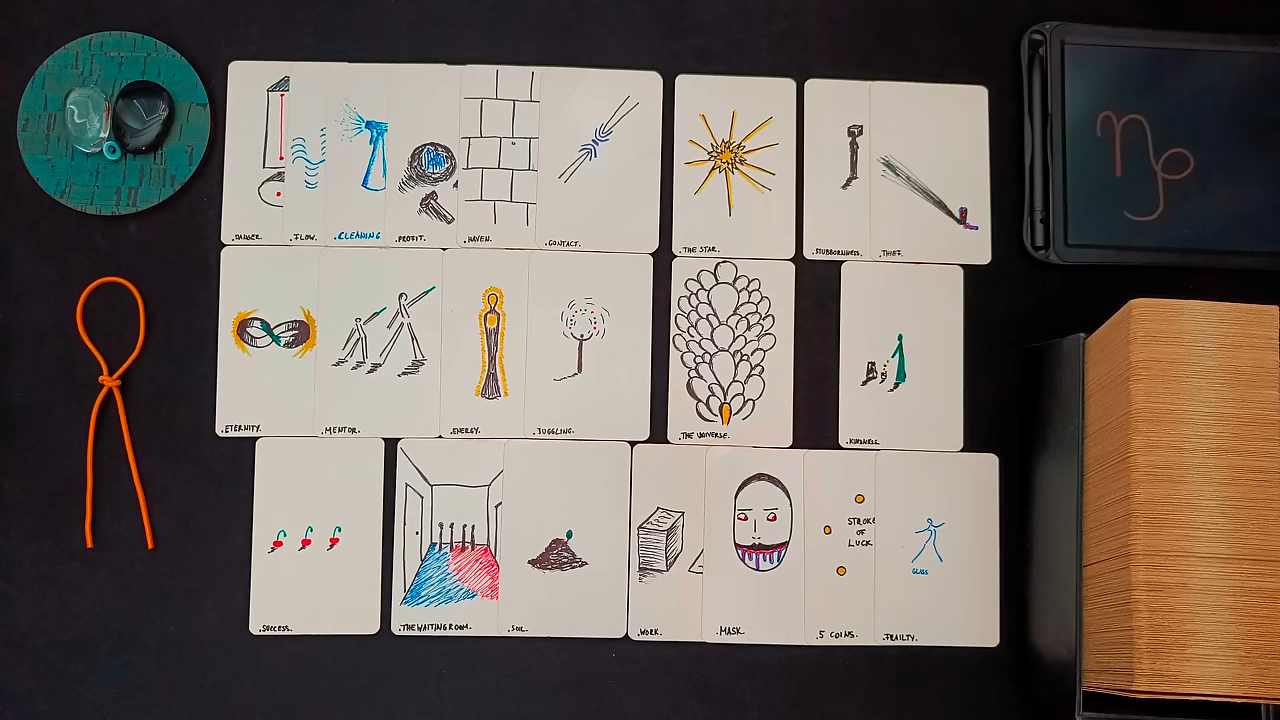 .DANGER.
.FLOW.
.CLEANING
.PROFIT.
.HAVEN.
.CONTACT.
.THE STAR.
.STUBBORNNESS.
.THIEF.
.ETERNITY.
.MENTOR.
.ENERGY.
.JUGGLING.
.THE UNIVERSE.
.KINDNESS.
.SUCCESS.
.THE WAITING ROOM.
.SOIL.
.WORK.
.MASK.
STROKE
OF
LUCK
.5 COINS.
GLASS
.FRAILTY.